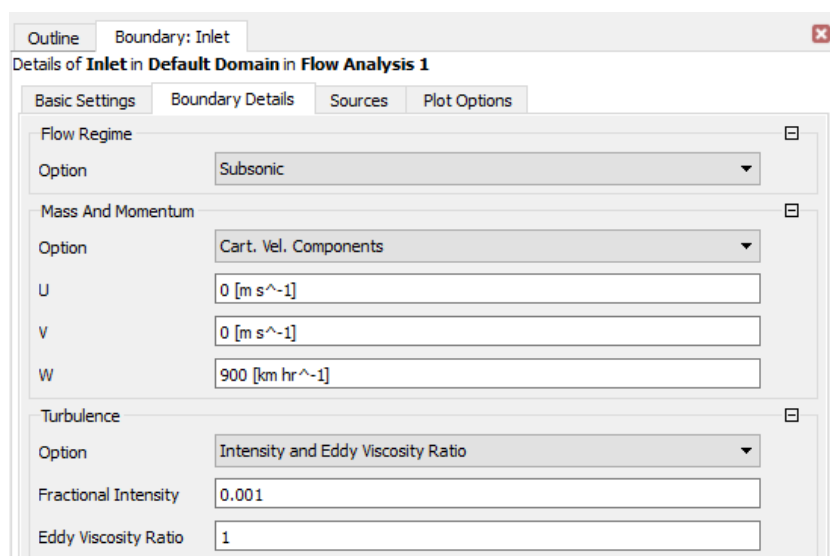 Outline Boundary: Inlet
Details of Inlet in Default Domain in Flow Analysis 1
Basic Settings Boundary Details Sources Plot Options
Flow Regime
Option Subsonic
Mass And Momentum
Option Cart. Vel. Components
U 0 [m s^-1]
V 0 [m s^-1]
W 900 [km hr^-1]
Turbulence
Option Intensity and Eddy Viscosity Ratio
Fractional Intensity 0.001
Eddy Viscosity Ratio 1